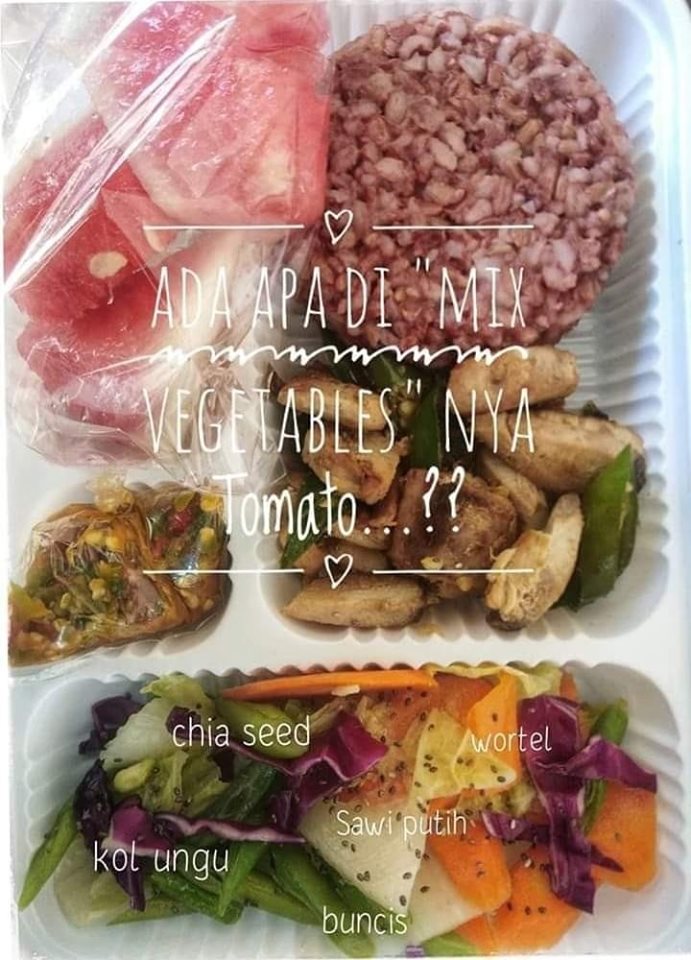 ADA APA DI "MIX
VEGETABLES" NYA
Tomato...??
chia seed
wortel
Sawi putih
kol ungu
buncis